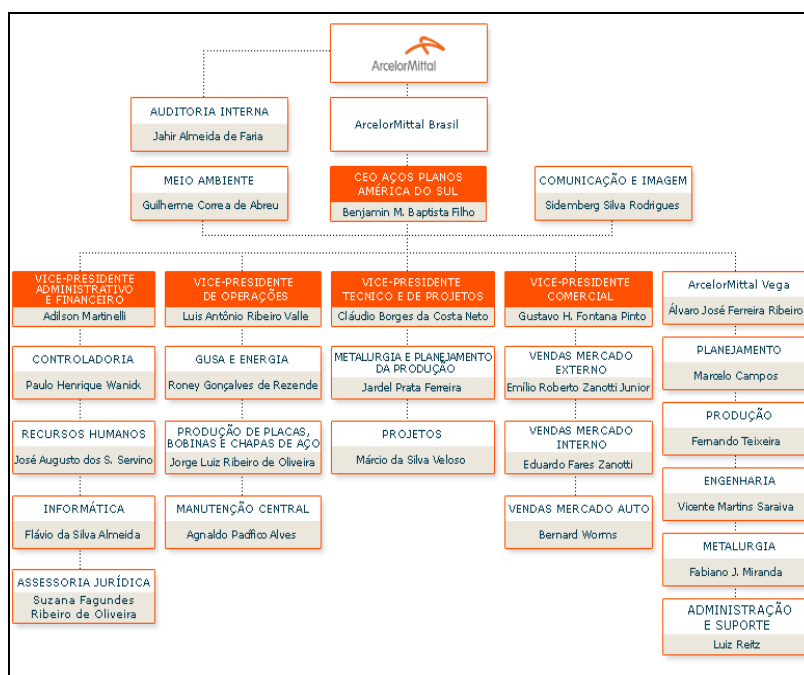 ArcelorMittal
AUDITORIA INTERNA
Jahir Almeida de Faria
ArcelorMittal Brasil
MEIO AMBIENTE
Guilherme Correa de Abreu
CEO AÇOS PLANOS
AMÉRICA DO SUL
Benjamin M. Baptista Filho
COMUNICAÇÃO E IMAGEM
Sidemberg Silva Rodrigues
VICE-PRESIDENTE
ADMINISTRATIVO
E FINANCEIRO
Adilson Martinelli
CONTROLADORIA
Paulo Henrique Wanick
RECURSOS HUMANOS
José Augusto dos S. Servino
INFORMÁTICA
Flávio da Silva Almeida
ASSESSORIA JURÍDICA
Suzana Fagundes
Ribeiro de Oliveira
VICE-PRESIDENTE
DE OPERAÇÕES
Luis Antônio Ribeiro Valle
GUSA E ENERGIA
Roney Gonçalves de Rezende
PRODUÇÃO DE PLACAS,
BOBINAS E CHAPAS DE AÇO
Jorge Luiz Ribeiro de Oliveira
MANUTENÇÃO CENTRAL
Agnaldo Pacífico Alves
VICE-PRESIDENTE
TECNICO E DE PROJETOS
Cláudio Borges da Costa Neto
METALURGIA E PLANEJAMENTO
DA PRODUÇÃO
Jardel Prata Ferreira
PROJETOS
Márcio da Silva Veloso
VICE-PRESIDENTE
COMERCIAL
Gustavo H. Fontana Pinto
VENDAS MERCADO
EXTERNO
Emílio Roberto Zanotti Junior
VENDAS MERCADO
INTERNO
Eduardo Fares Zanotti
VENDAS MERCADO AUTO
Bernard Worms
ArcelorMittal Vega
Álvaro José Ferreira Ribeiro
PLANEJAMENTO
Marcelo Campos
PRODUÇÃO
Fernando Teixeira
ENGENHARIA
Vicente Martins Saraiva
METALURGIA
Fabiano J. Miranda
ADMINISTRAÇÃO
E SUPORTE
Luiz Reitz